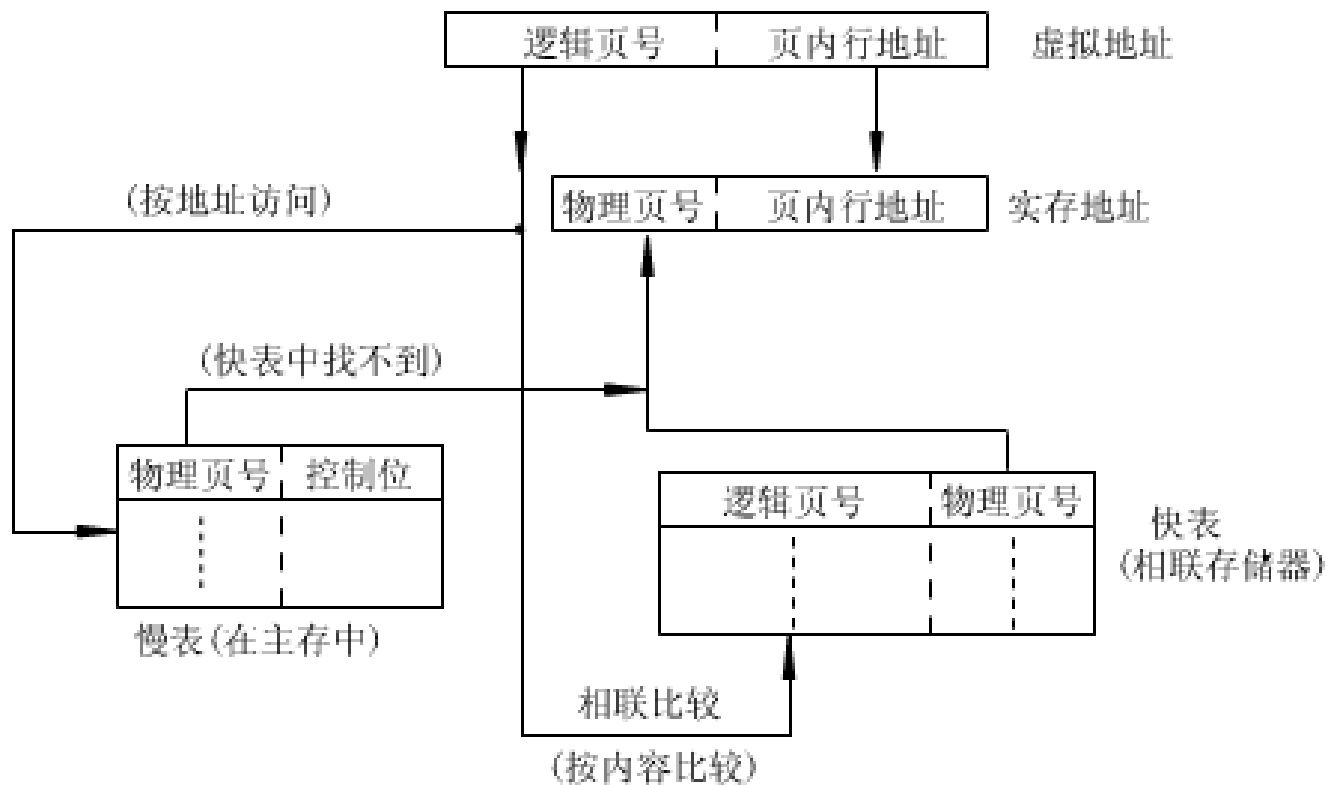 逻辑页号 页内行地址 虚拟地址
(按地址访问)
物理页号 页内行地址 实存地址
(快表中找不到)
物理页号 控制位
逻辑页号 物理页号
快表
(相联存储器)
慢表(在主存中)
相联比较
(按内容比较)